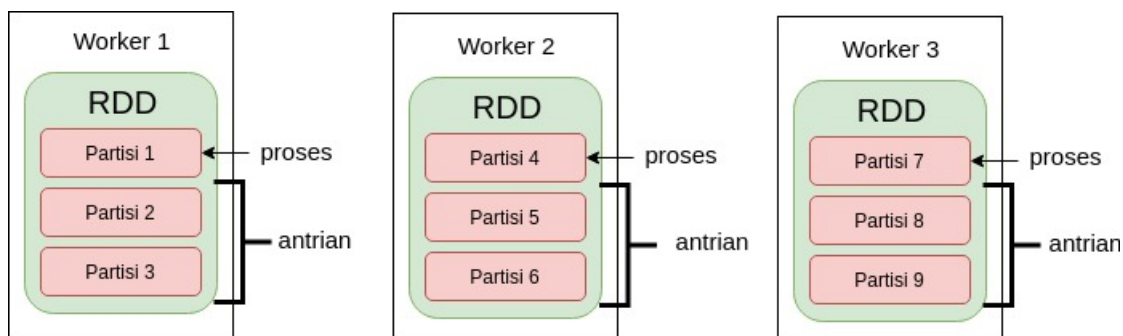 Worker 1
RDD
Partisi 1
proses
Partisi 2
Partisi 3
antrian
Worker 2
RDD
Partisi 4
proses
Partisi 5
Partisi 6
antrian
Worker 3
RDD
Partisi 7
proses
Partisi 8
Partisi 9
antrian